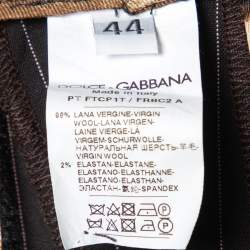 44
DOLCE & GABBANA
Made in Italy
PT FTCP1T / FRBC2 A
98% LANA VERGINE-VIRGIN
WOOL-LANA VIRGEN-
LAINE VIERGE-LÃ
VIRGEM-SCHURWOLLE-
НАТУРАЛЬНАЯ ШЕРСТЬ-羊毛-
VIRGIN WOOL
2% ELASTAN-ELASTANE-
ELASTANO-ELASTHANNE-
ELASTANO-ELASTHAN-
ЭЛАСТАН-氨纶-SPANDEX